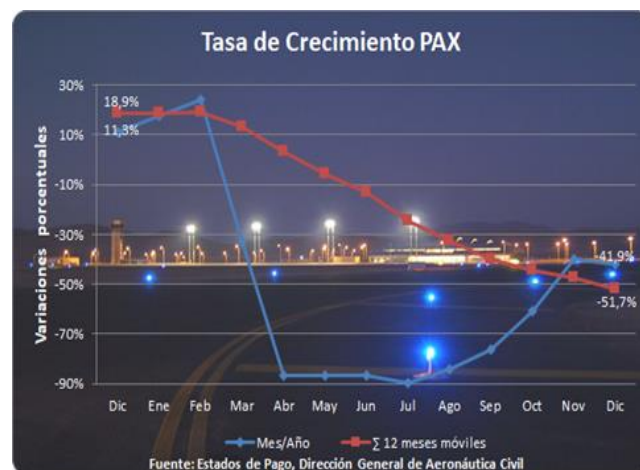 Tasa de Crecimiento PAX
Variaciones porcentuales
30%
10%
-10%
-30%
-50%
-70%
-90%
18,9%
11,3%
-41,9%
-51,7%
Dic Ene Feb Mar Abr May Jun Jul Ago Sep Oct Nov Dic
Mes/Año ∑ 12 meses móviles
Fuente: Estados de Pago, Dirección General de Aeronáutica Civil